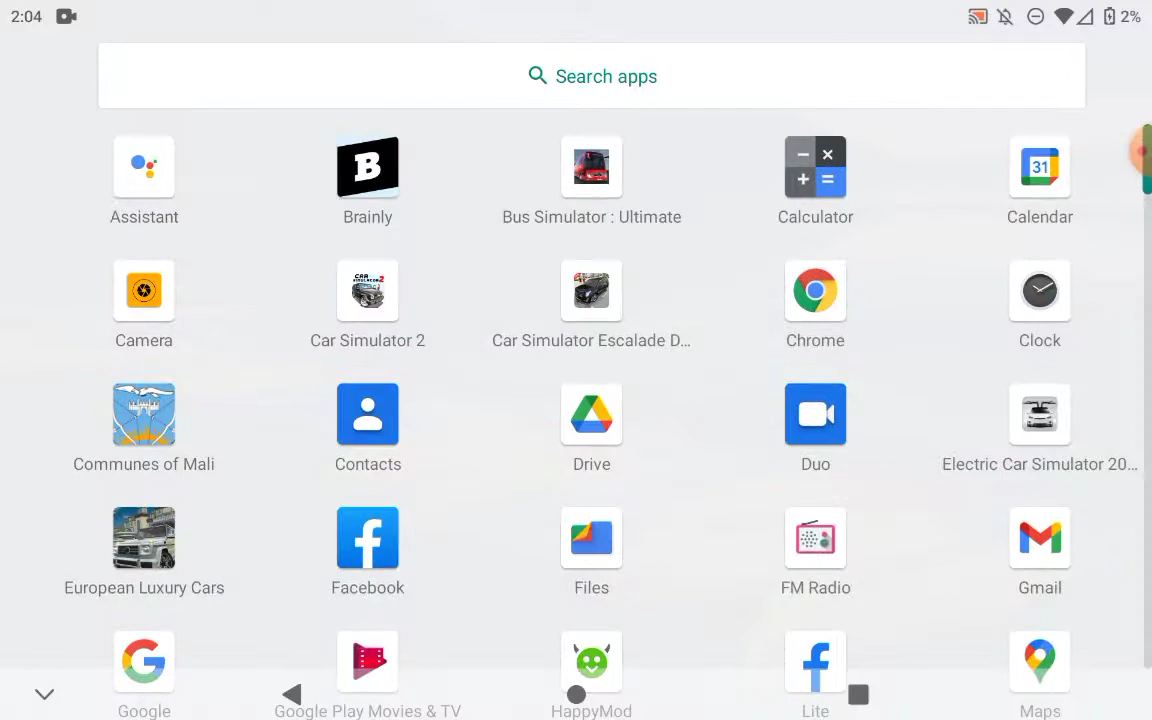 2:04 2%
Search apps
Assistant Brainly Bus Simulator : Ultimate Calculator 31 Calendar
Camera Car Simulator 2 Car Simulator Escalade D... Chrome Clock
Communes of Mali Contacts Drive Duo Electric Car Simulator 20...
European Luxury Cars Facebook Files FM Radio Gmail
Google Google Play Movies & TV HappyMod Lite Maps